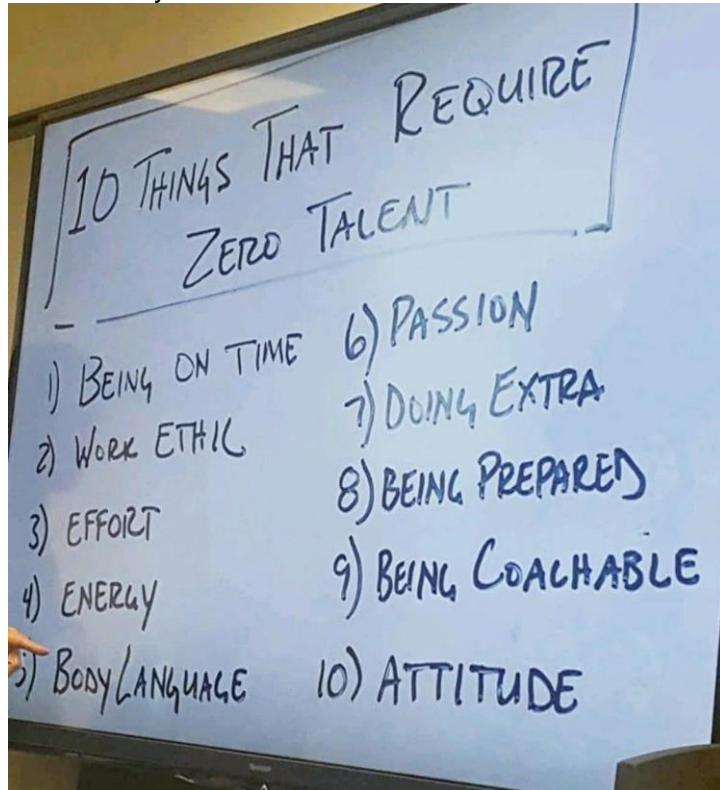 10 THINGS THAT REQUIRE
ZERO TALENT
1) BEING ON TIME
2) WORK ETHIC
3) EFFORT
4) ENERGY
5) BODY LANGUAGE
6) PASSION
7) DOING EXTRA
8) BEING PREPARED
9) BEING COACHABLE
10) ATTITUDE